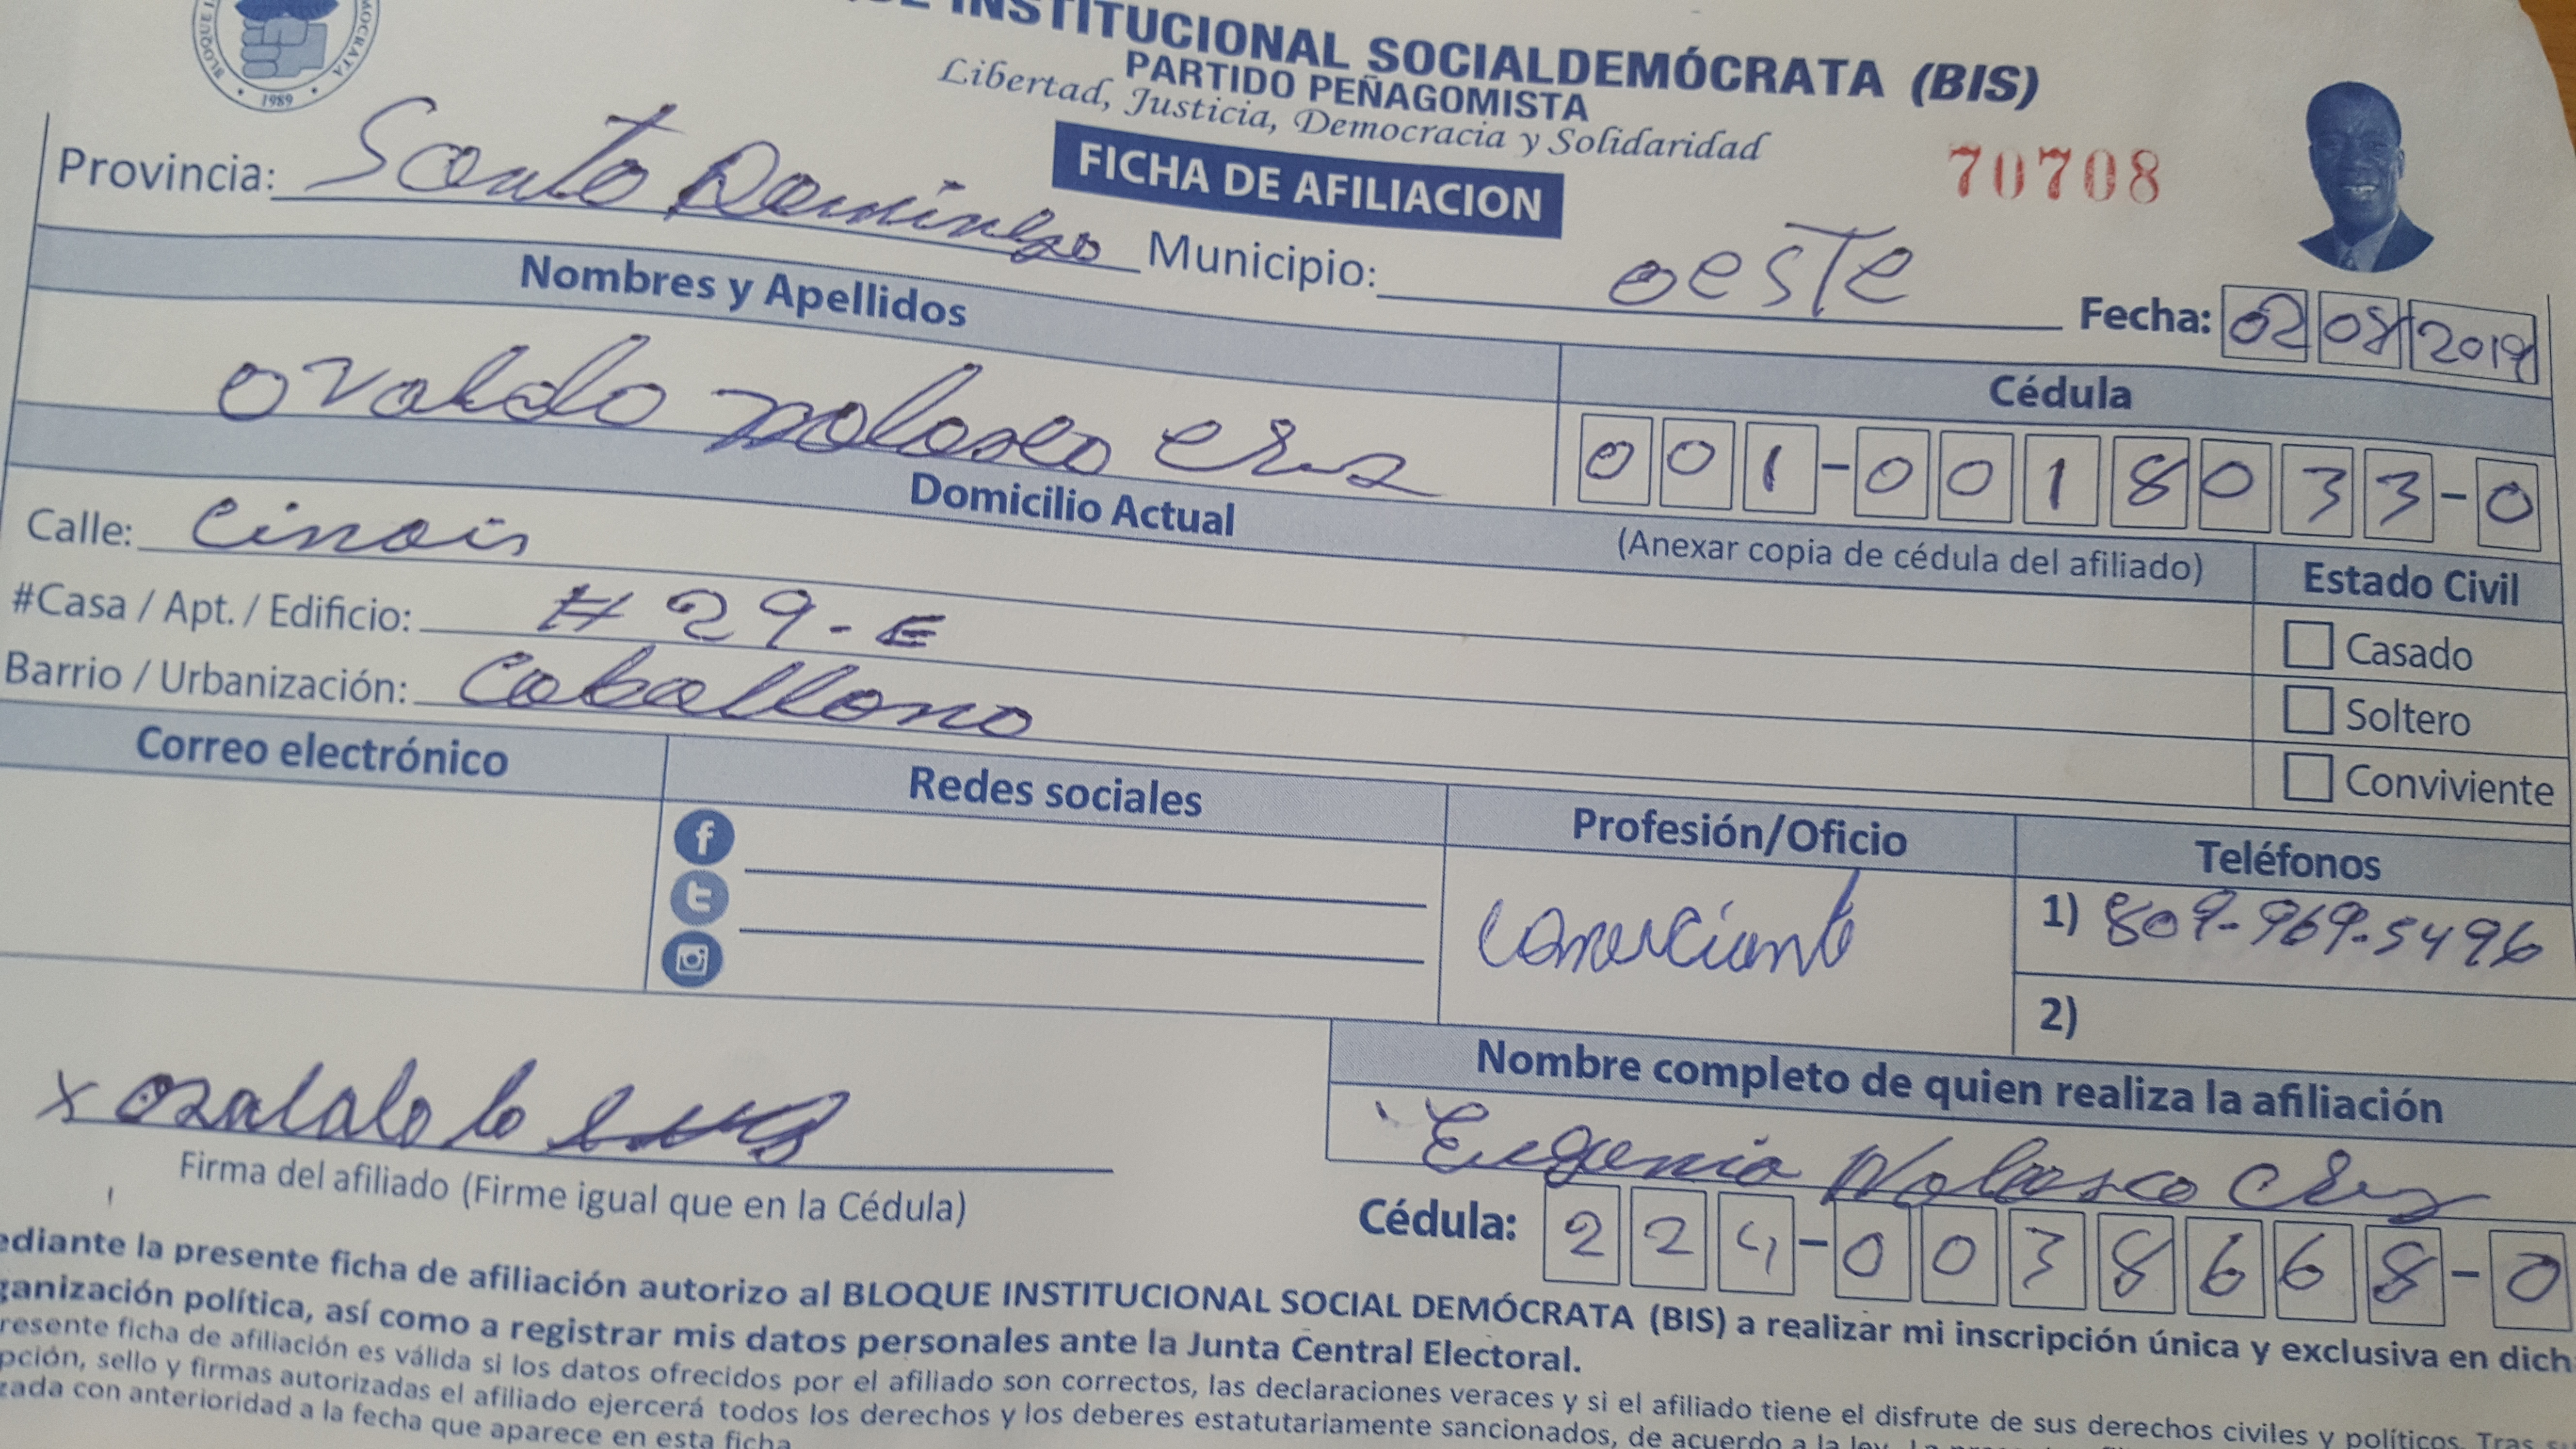 INSTITUCIONAL SOCIALDEMÓCRATA (BIS)
PARTIDO PEÑAGOMISTA
Libertad, Justicia, Democracia y Solidaridad
1989
FICHA DE AFILIACION
70708
Provincia: Santo Domingo Municipio: oeste Fecha: 02 08 2019
Nombres y Apellidos
Cédula
ovaldo nolasco cruz
001-0018033-0
Domicilio Actual
(Anexar copia de cédula del afiliado)
Estado Civil
Calle:
#Casa / Apt. / Edificio: # 29-E
Casado
Barrio / Urbanización: Caballona
Soltero
Conviviente
Correo electrónico
Redes sociales
Profesión/Oficio
Teléfonos
comerciante
1) 809-969-5496
2)
Nombre completo de quien realiza la afiliación
Eugenia Nolasco Cruz
x
Firma del afiliado (Firme igual que en la Cédula)
Cédula: 224-0038668-0
ediante la presente ficha de afiliación autorizo al BLOQUE INSTITUCIONAL SOCIAL DEMÓCRATA (BIS) a realizar mi inscripción única y exclusiva en dich
ganización política, así como a registrar mis datos personales ante la Junta Central Electoral.
resente ficha de afiliación es válida si los datos ofrecidos por el afiliado son correctos, las declaraciones veraces y si el afiliado tiene el disfrute de sus derechos civiles y políticos. Tras
pción, sello y firmas autorizadas el afiliado ejercerá todos los derechos y los deberes estatutariamente sancionados, de acuerdo a la ley.
zada con anterioridad a la fecha que aparece en esta ficha.